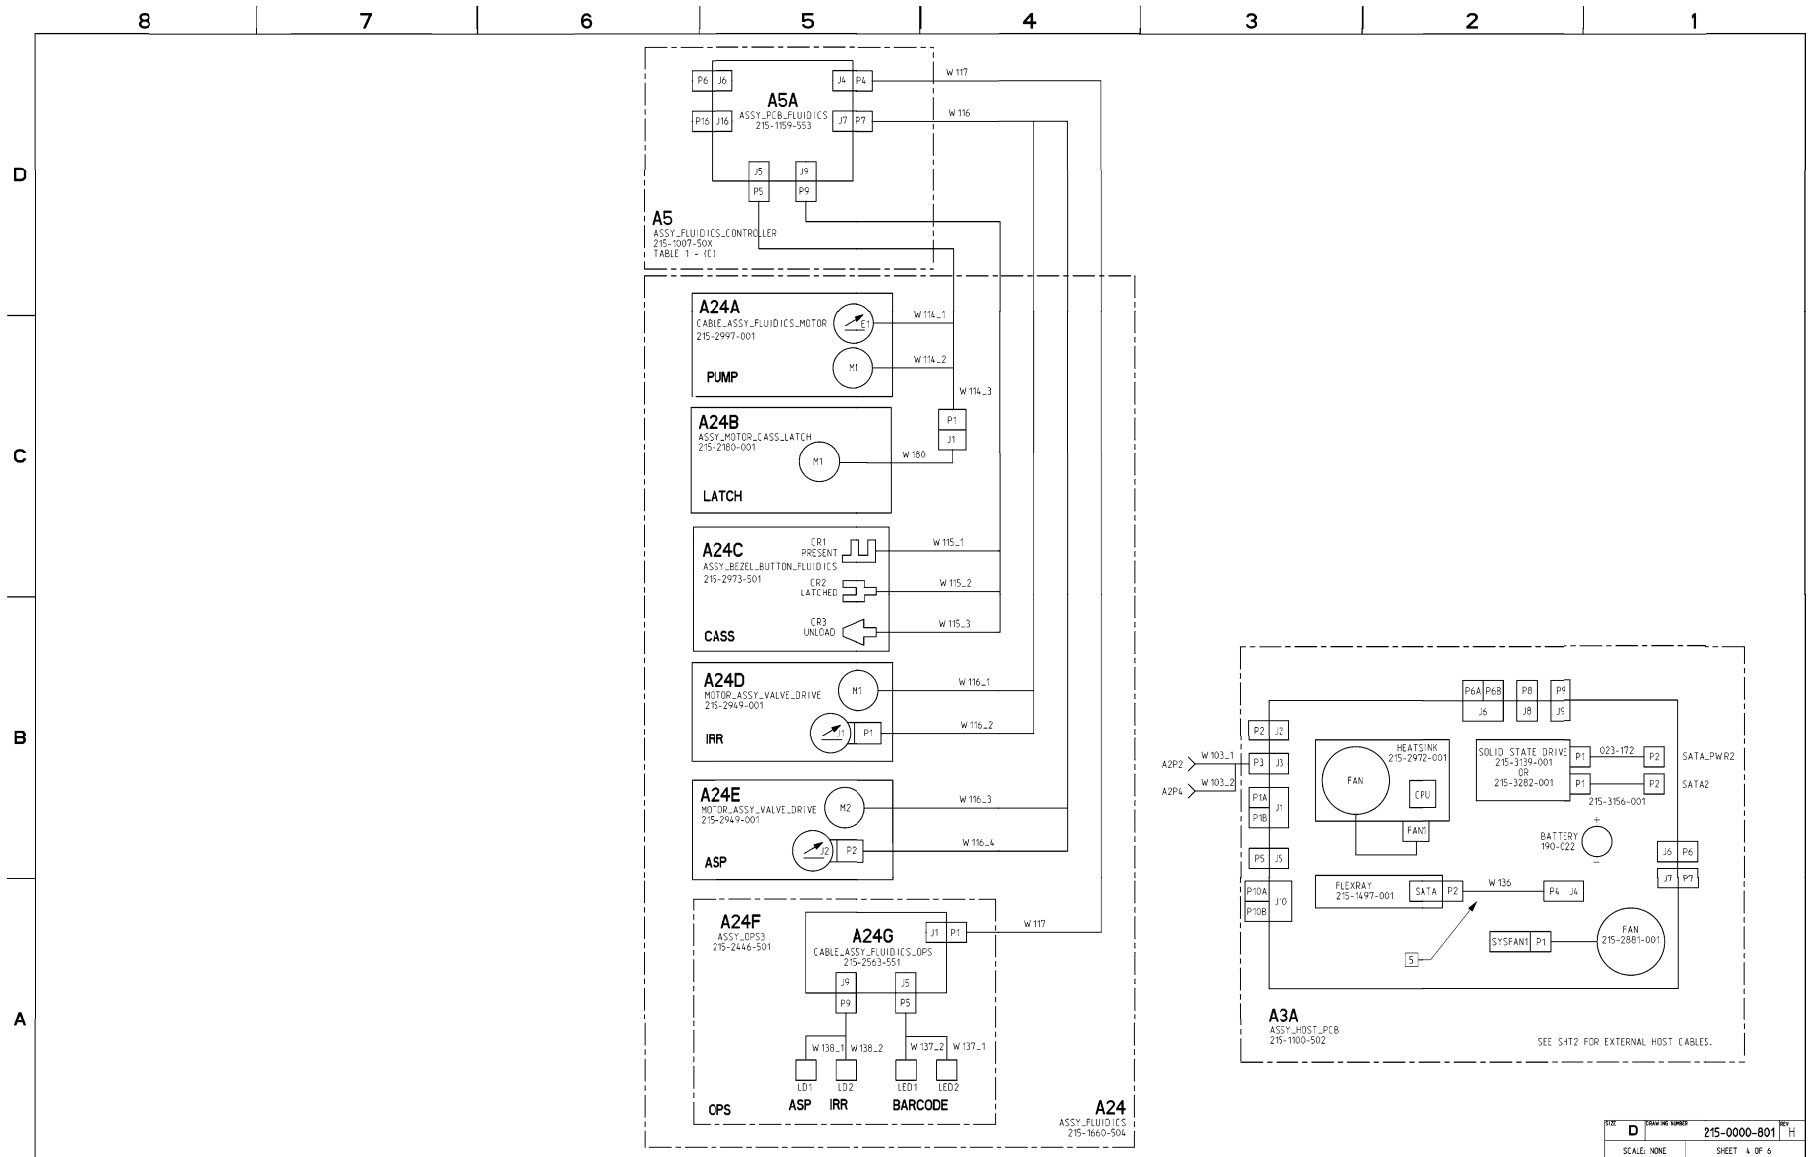 8 7 6 5 4 3 2 1
D
C
B
A
P6 J6
J4 P4
W 117
A5A
ASSY_PCB_FLUIDICS
215-1159-553
P16 J16
J7 P7
W 116
J5
P5
J9
P9
A5
ASSY_FLUIDICS_CONTROLLER
215-1007-50X
TABLE 1 - (C)
A24A
CABLE_ASSY_FLUIDICS_MOTOR
215-2997-001
PUMP
E1
M1
W 114_1
W 114_2
W 114_3
P1
J1
A24B
ASSY_MOTOR_CASS_LATCH
215-2180-001
M1
W 180
LATCH
A24C
ASSY_BEZEL_BUTTON_FLUIDICS
215-2973-501
CR1
PRESENT
CR2
LATCHED
CR3
UNLOAD
CASS
W 115_1
W 115_2
W 115_3
A24D
MOTOR_ASSY_VALVE_DRIVE
215-2949-001
M1
J1 P1
IRR
W 116_1
W 116_2
A24E
MOTOR_ASSY_VALVE_DRIVE
215-2949-001
M2
J2 P2
ASP
W 116_3
W 116_4
A24F
ASSY_OPS3
215-2446-501
A24G
CABLE_ASSY_FLUIDICS_OPS
215-2563-551
J1 P1
W 117
J9
P9
J5
P5
W 138_1 W 138_2 W 137_2 W 137_1
LD1 LD2 LED1 LED2
OPS ASP IRR BARCODE
A24
ASSY_FLUIDICS
215-1660-504
A2P2
W 103_1
A2P4
W 103_2
P2 J2
P3 J3
P1A
P1B
J1
P5 J5
P10A
P10B
J10
P6A P6B
J6
P8
J8
P9
J9
HEATSINK
215-2972-001
FAN
CPU
FAN1
SOLID STATE DRIVE
215-3139-001
OR
215-3282-001
P1 023-172 P2 SATA_PWR2
P1 P2 SATA2
215-3156-001
BATTERY
190-022
+
−
J6 P6
J7 P7
FLEXRAY
215-1497-001
SATA P2 W 136 P4 J4
5
SYSFAN1 P1
FAN
215-2881-001
A3A
ASSY_HOST_PCB
215-1100-502
SEE SHT2 FOR EXTERNAL HOST CABLES.
SIZE D DRAWING NUMBER 215-0000-801 REV H
SCALE: NONE SHEET 4 OF 6